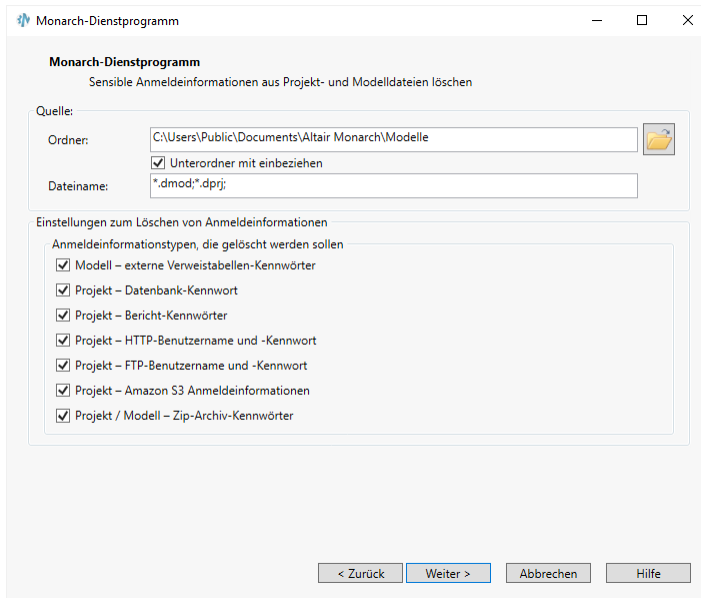 Monarch-Dienstprogramm
Monarch-Dienstprogramm
Sensible Anmeldeinformationen aus Projekt- und Modelldateien löschen
Quelle:
Ordner:
C:\Users\Public\Documents\Altair Monarch\Modelle
Unterordner mit einbeziehen
Dateiname:
*.dmod;*.dprj;
Einstellungen zum Löschen von Anmeldeinformationen
Anmeldeinformationstypen, die gelöscht werden sollen
Modell – externe Verweistabellen-Kennwörter
Projekt – Datenbank-Kennwort
Projekt – Bericht-Kennwörter
Projekt – HTTP-Benutzername und -Kennwort
Projekt – FTP-Benutzername und -Kennwort
Projekt – Amazon S3 Anmeldeinformationen
Projekt / Modell – Zip-Archiv-Kennwörter
< Zurück
Weiter >
Abbrechen
Hilfe